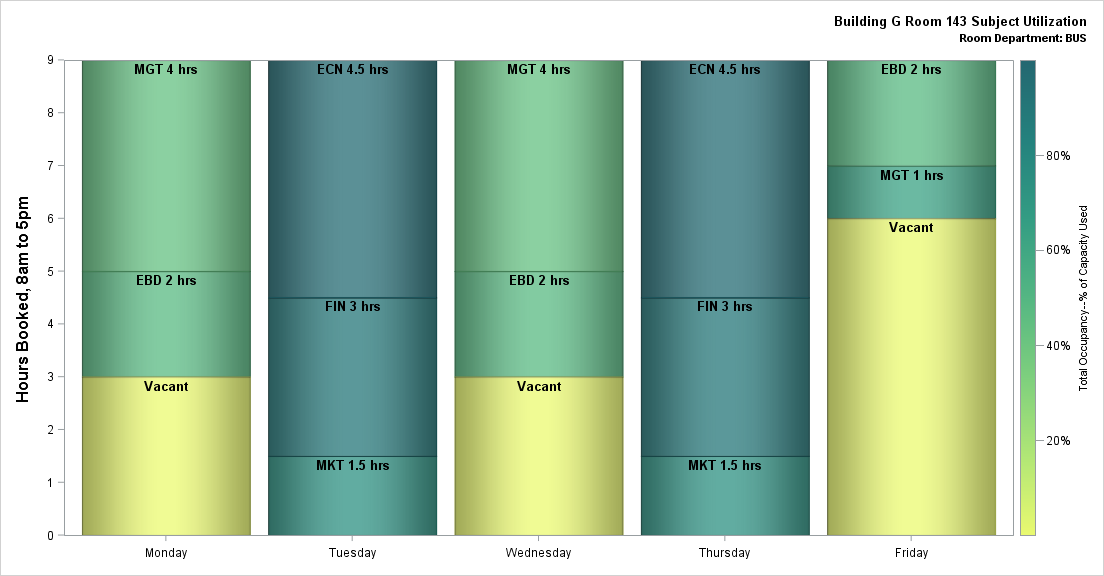 Building G Room 143 Subject Utilization
Room Department: BUS
Hours Booked, 8am to 5pm
9
8
7
6
5
4
3
2
1
0
MGT 4 hrs
EBD 2 hrs
Vacant
ECN 4.5 hrs
FIN 3 hrs
MKT 1.5 hrs
MGT 4 hrs
EBD 2 hrs
Vacant
ECN 4.5 hrs
FIN 3 hrs
MKT 1.5 hrs
EBD 2 hrs
MGT 1 hrs
Vacant
Monday
Tuesday
Wednesday
Thursday
Friday
80%
60%
40%
20%
Total Occupancy--% of Capacity Used